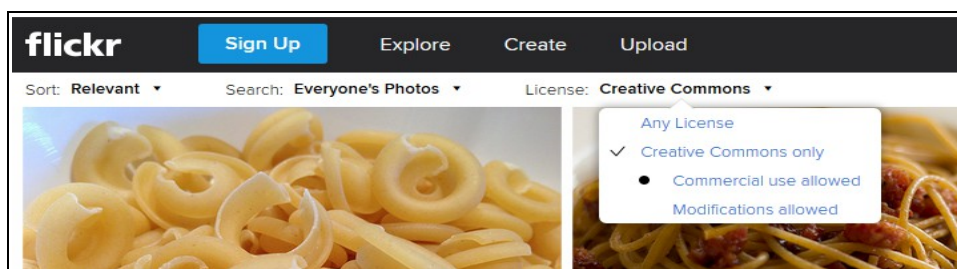 flickr Sign Up Explore Create Upload
Sort: Relevant Search: Everyone's Photos License: Creative Commons
Any License
Creative Commons only
Commercial use allowed
Modifications allowed